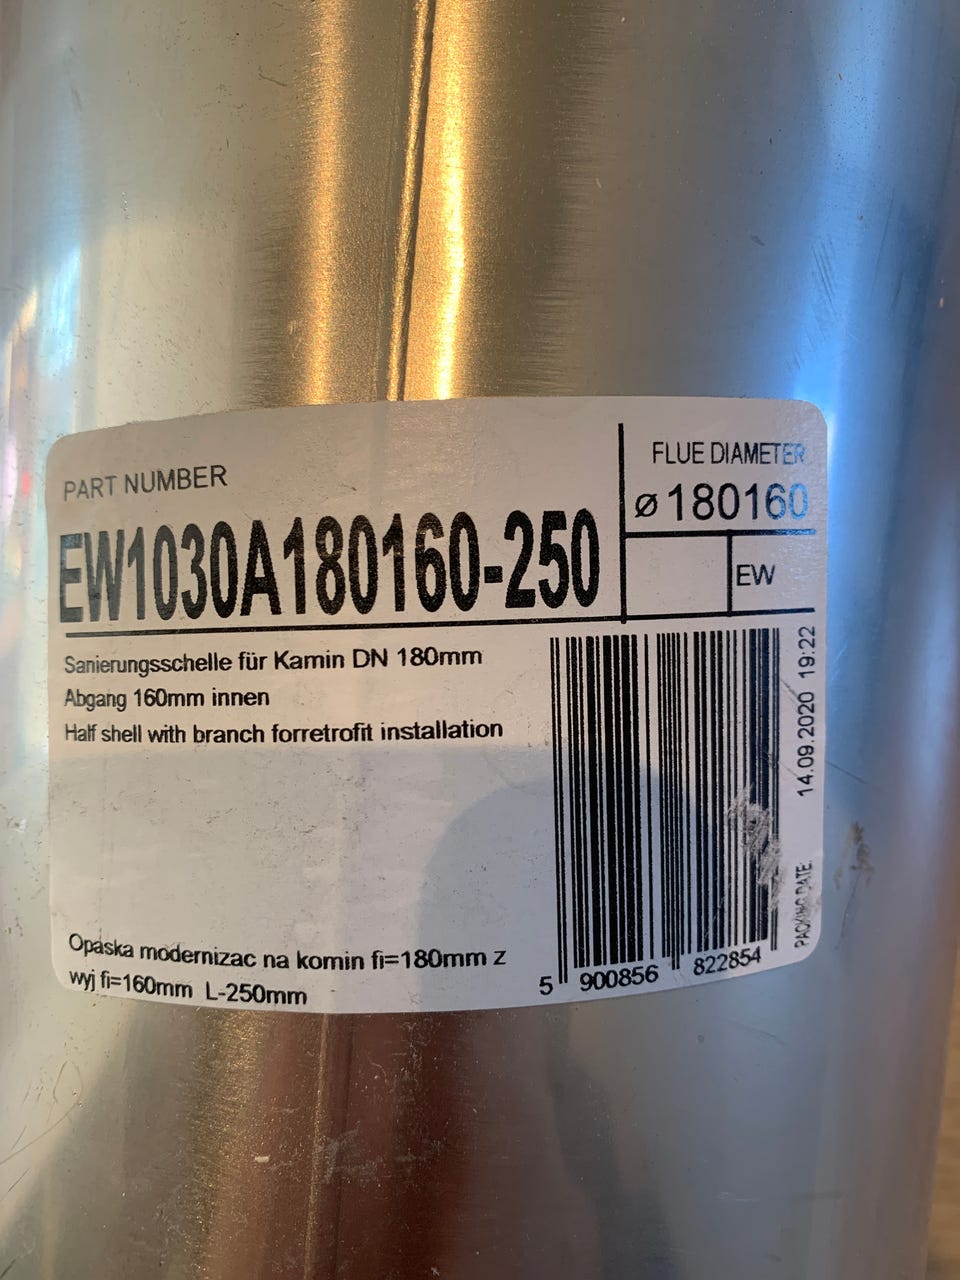 PART NUMBER
EW1030A180160-250
FLUE DIAMETER
ø180160
EW
Sanierungsschelle für Kamin DN 180mm
Abgang 160mm innen
Half shell with branch forretrofit installation
Opaska modernizac na komin fi=180mm z
wyj fi=160mm L-250mm
5 900856 822854
PACKING DATE: 14.09.2020 19:22